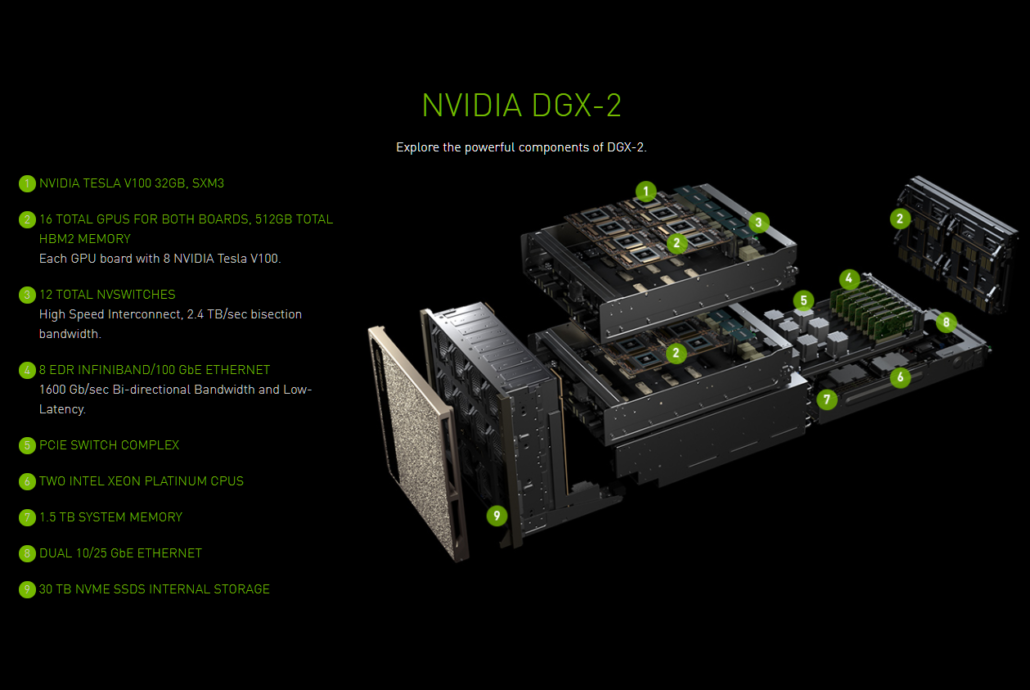 NVIDIA DGX-2
Explore the powerful components of DGX-2.
1 NVIDIA TESLA V100 32GB, SXM3
2 16 TOTAL GPUS FOR BOTH BOARDS, 512GB TOTAL
HBM2 MEMORY
Each GPU board with 8 NVIDIA Tesla V100.
3 12 TOTAL NVSWITCHES
High Speed Interconnect, 2.4 TB/sec bisection
bandwidth.
4 8 EDR INFINIBAND/100 GbE ETHERNET
1600 Gb/sec Bi-directional Bandwidth and Low-
Latency.
5 PCIE SWITCH COMPLEX
6 TWO INTEL XEON PLATINUM CPUS
7 1.5 TB SYSTEM MEMORY
8 DUAL 10/25 GbE ETHERNET
9 30 TB NVME SSDS INTERNAL STORAGE
1
2
3
2
4
5
8
2
6
7
9